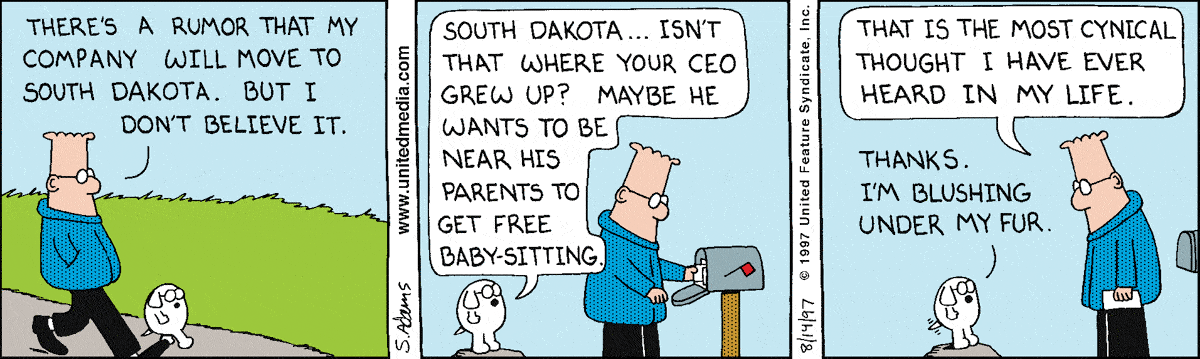 THERE'S A RUMOR THAT MY
COMPANY WILL MOVE TO
SOUTH DAKOTA. BUT I
DON'T BELIEVE IT.
S. Adams
www.unitedmedia.com
SOUTH DAKOTA... ISN'T
THAT WHERE YOUR CEO
GREW UP? MAYBE HE
WANTS TO BE
NEAR HIS
PARENTS TO
GET FREE
BABY-SITTING.
8/14/97 © 1997 United Feature Syndicate, Inc.
THAT IS THE MOST CYNICAL
THOUGHT I HAVE EVER
HEARD IN MY LIFE.
THANKS.
I'M BLUSHING
UNDER MY FUR.